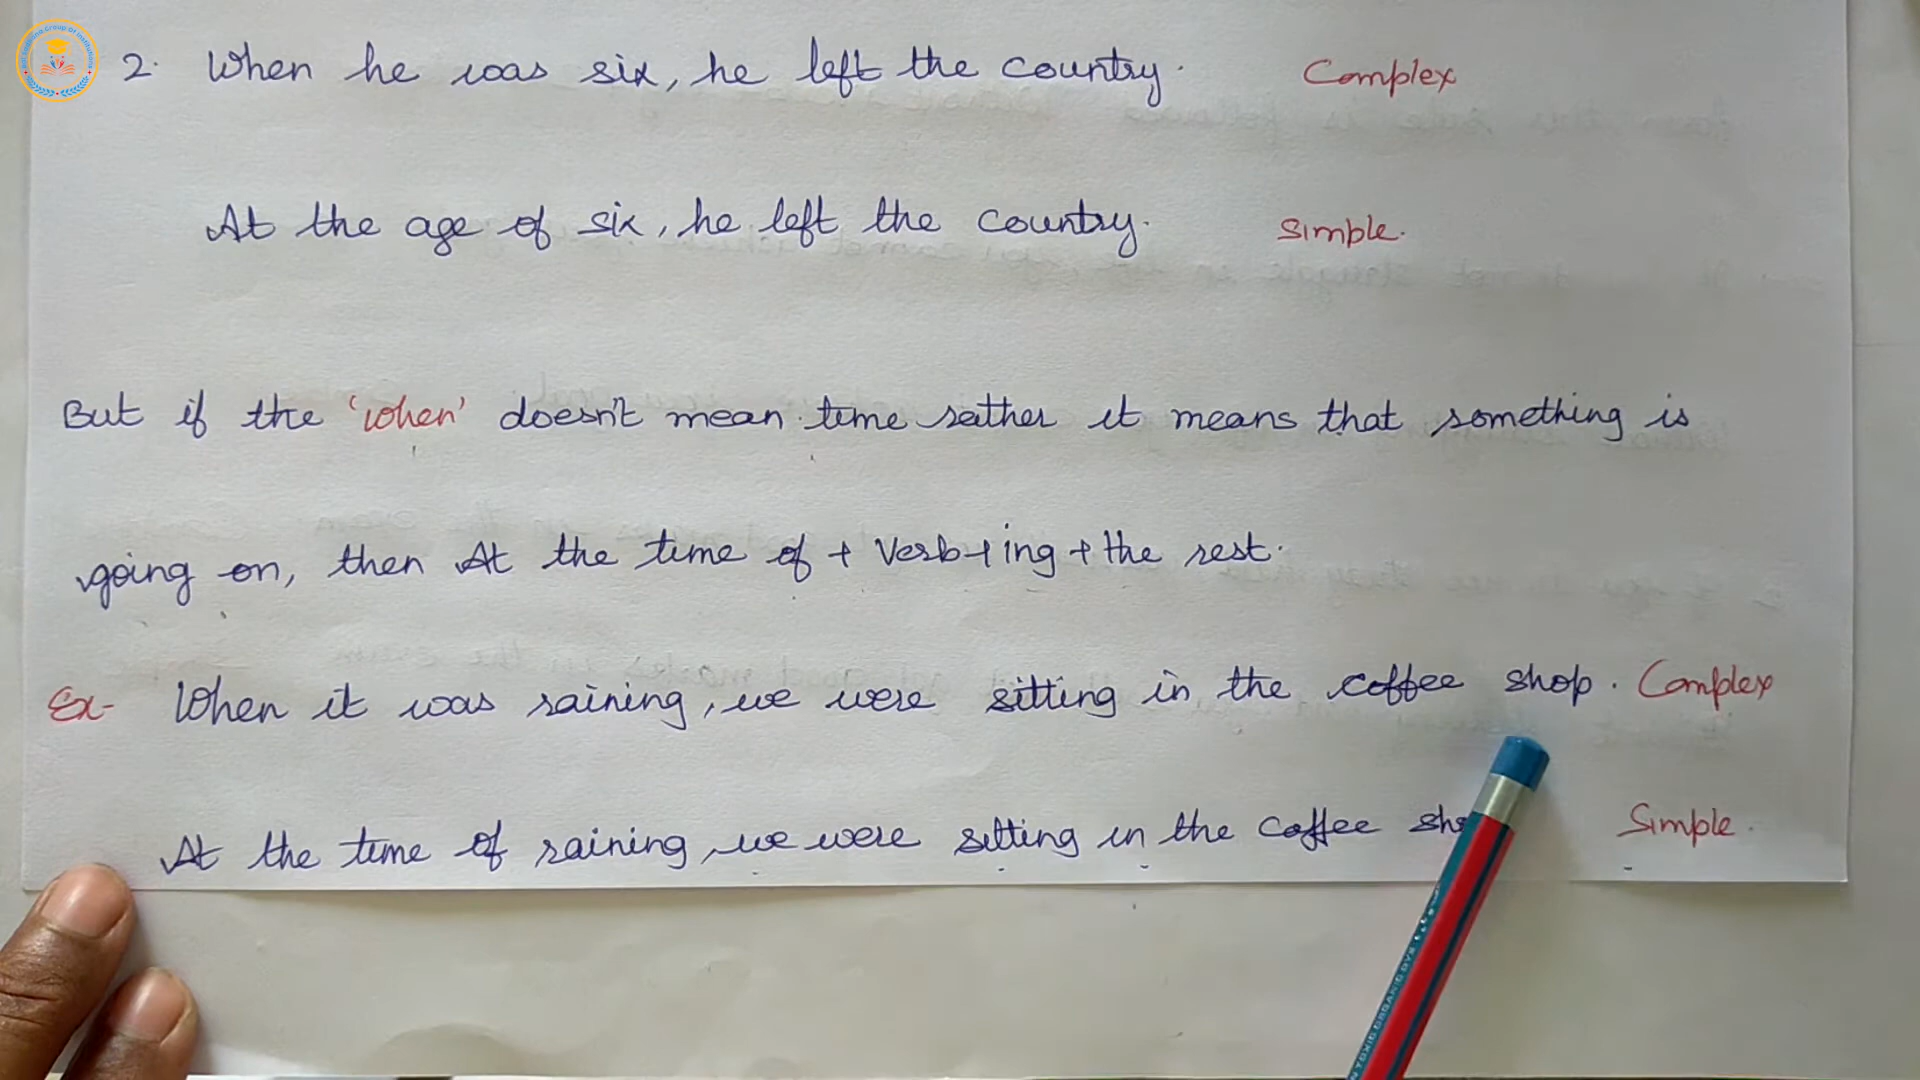 2. When he was six, he left the country. Complex
At the age of six, he left the country. Simple.
But if the 'when' doesn't mean time rather it means that something is
going on, then At the time of + Verb + ing + the rest.
Ex- When it was raining, we were sitting in the coffee shop. Complex
At the time of raining, we were sitting in the coffee Simple.